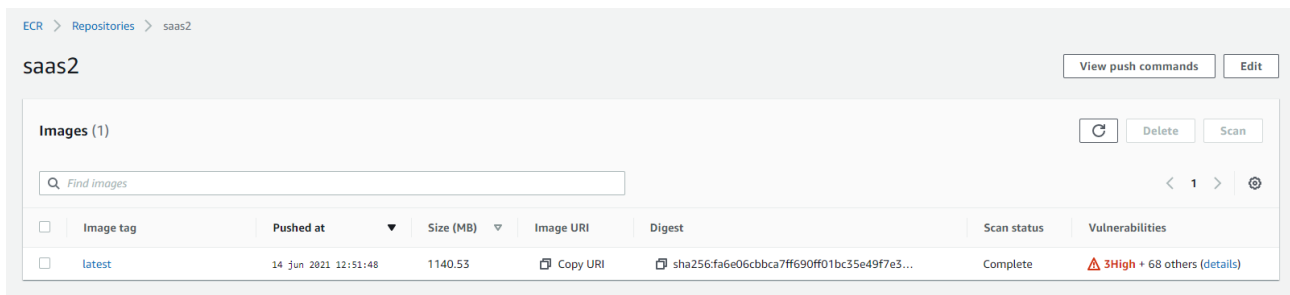 ECR > Repositories > saas2
saas2 View push commands Edit
Images (1) Delete Scan
Find images < 1 >
Image tag Pushed at ▼ Size (MB) ▽ Image URI Digest Scan status Vulnerabilities
latest 14 jun 2021 12:51:48 1140.53 Copy URI sha256:fa6e06cbbca7ff690ff01bc35e49f7e3... Complete 3High + 68 others (details)